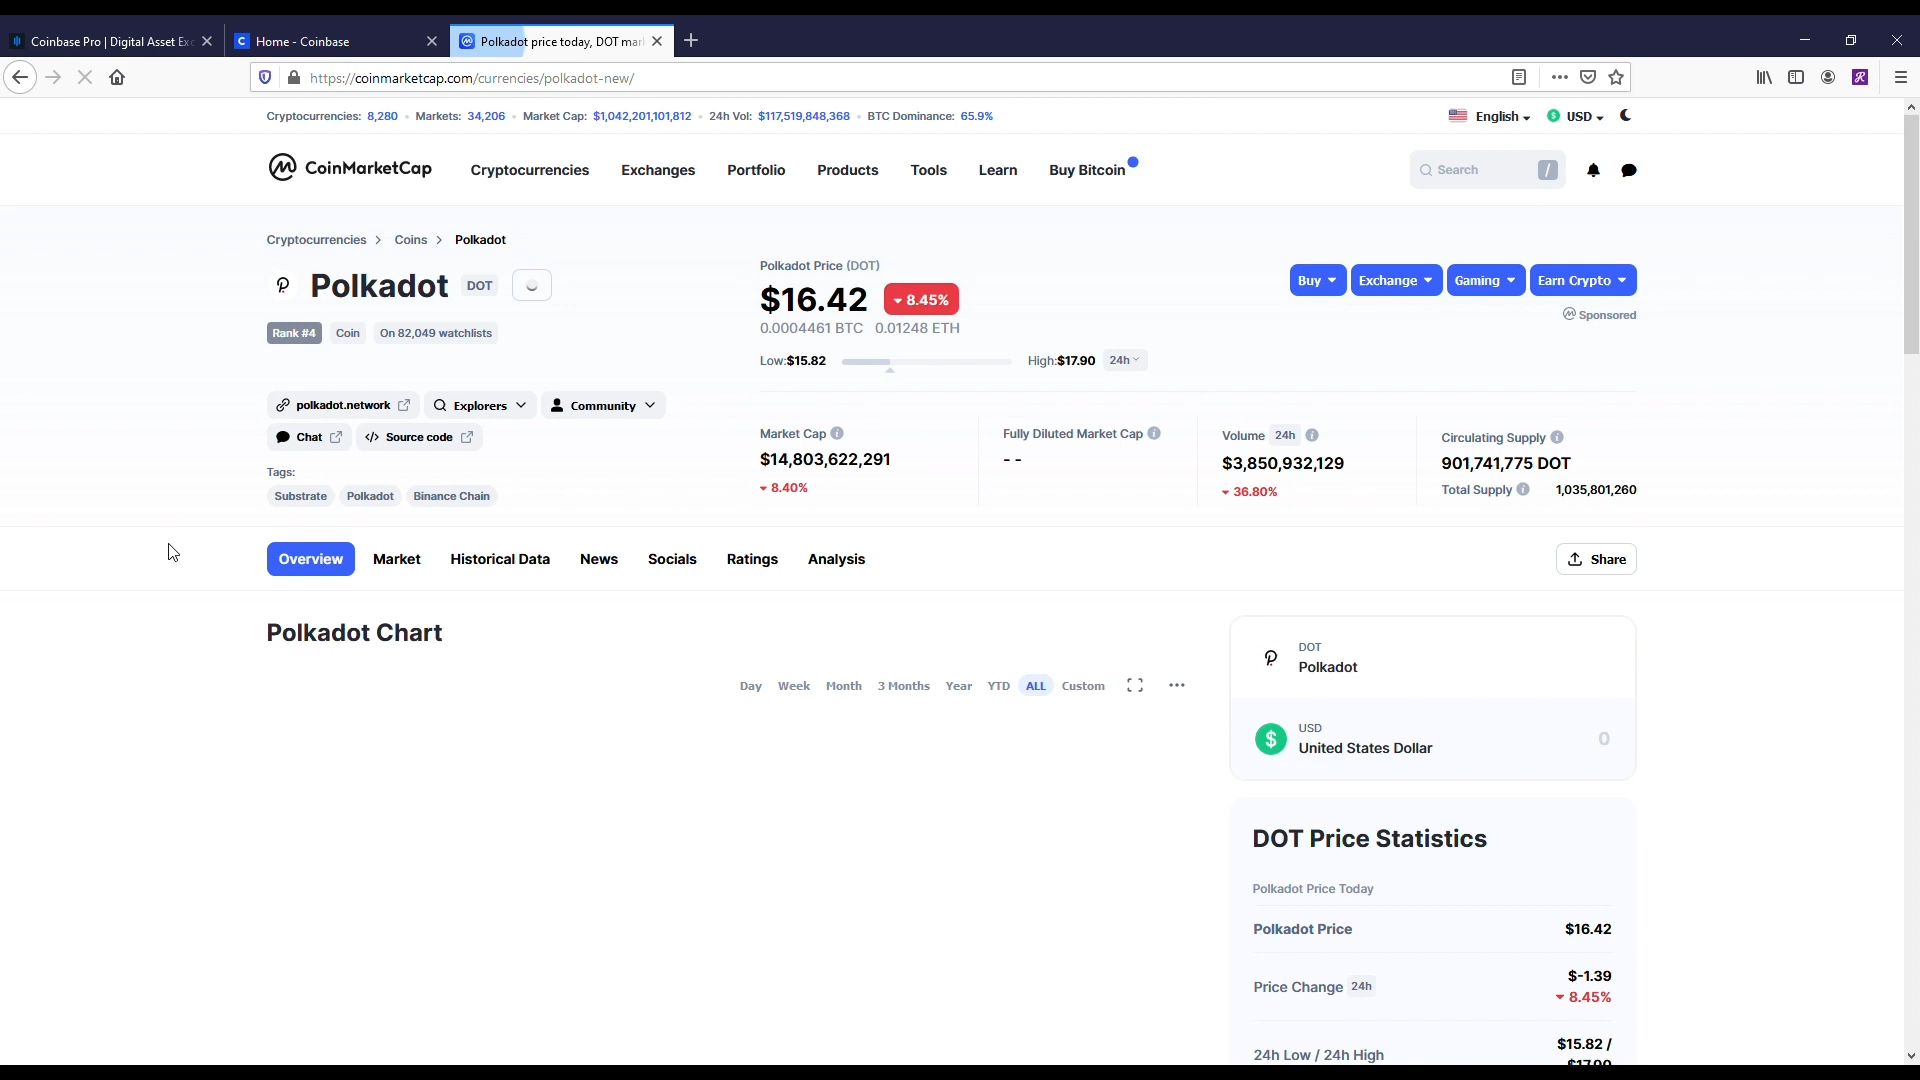 Coinbase Pro | Digital Asset Ex
Home - Coinbase
Polkadot price today, DOT mar
https://coinmarketcap.com/currencies/polkadot-new/
Cryptocurrencies: 8,280 Markets: 34,206 Market Cap: $1,042,201,101,812 24h Vol: $117,519,848,368 BTC Dominance: 65.9%
English USD
CoinMarketCap Cryptocurrencies Exchanges Portfolio Products Tools Learn Buy Bitcoin
Search /
Cryptocurrencies > Coins > Polkadot
Polkadot DOT
Rank #4 Coin On 82,049 watchlists
Polkadot Price (DOT)
$16.42 8.45%
0.0004461 BTC 0.01248 ETH
Low:$15.82 High:$17.90 24h
Buy Exchange Gaming Earn Crypto
Sponsored
polkadot.network Explorers Community
Chat </> Source code
Tags:
Substrate Polkadot Binance Chain
Market Cap
$14,803,622,291
8.40%
Fully Diluted Market Cap
- -
Volume 24h
$3,850,932,129
36.80%
Circulating Supply
901,741,775 DOT
Total Supply 1,035,801,260
Overview Market Historical Data News Socials Ratings Analysis
Share
Polkadot Chart
Day Week Month 3 Months Year YTD ALL Custom
DOT
Polkadot
USD
United States Dollar
0
DOT Price Statistics
Polkadot Price Today
Polkadot Price $16.42
Price Change 24h $-1.39
8.45%
24h Low / 24h High $15.82 /
$17.90